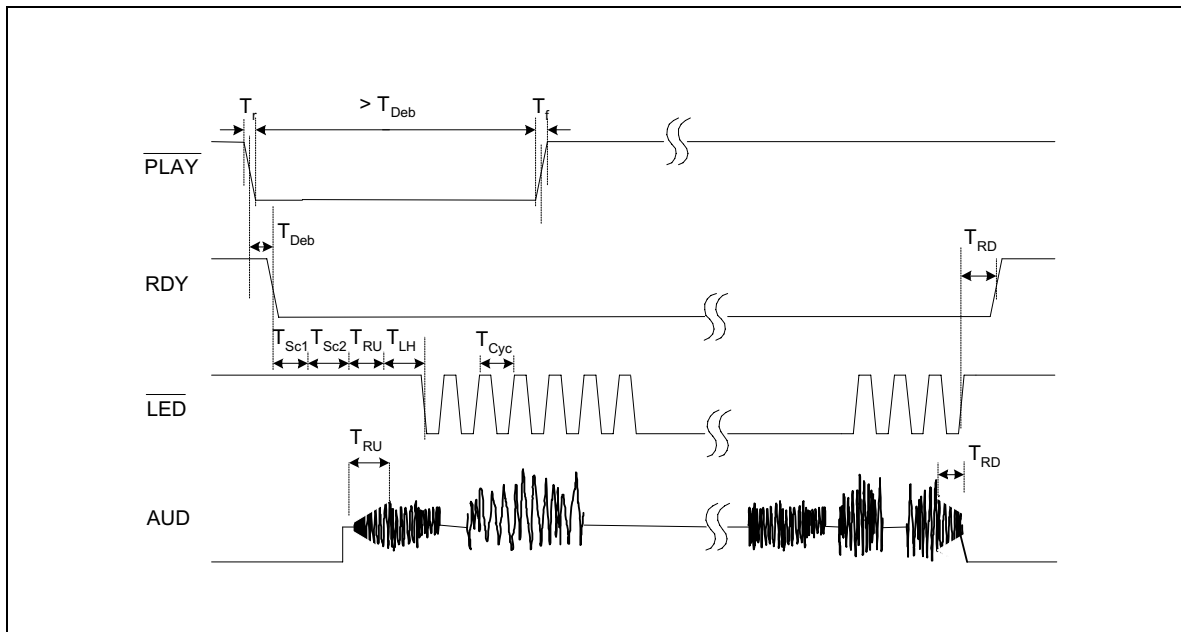 T_r > T_Deb T_f
PLAY
T_Deb T_RD
RDY
T_Sc1 T_Sc2 T_RU T_LH T_Cyc
LED
T_RU T_RD
AUD